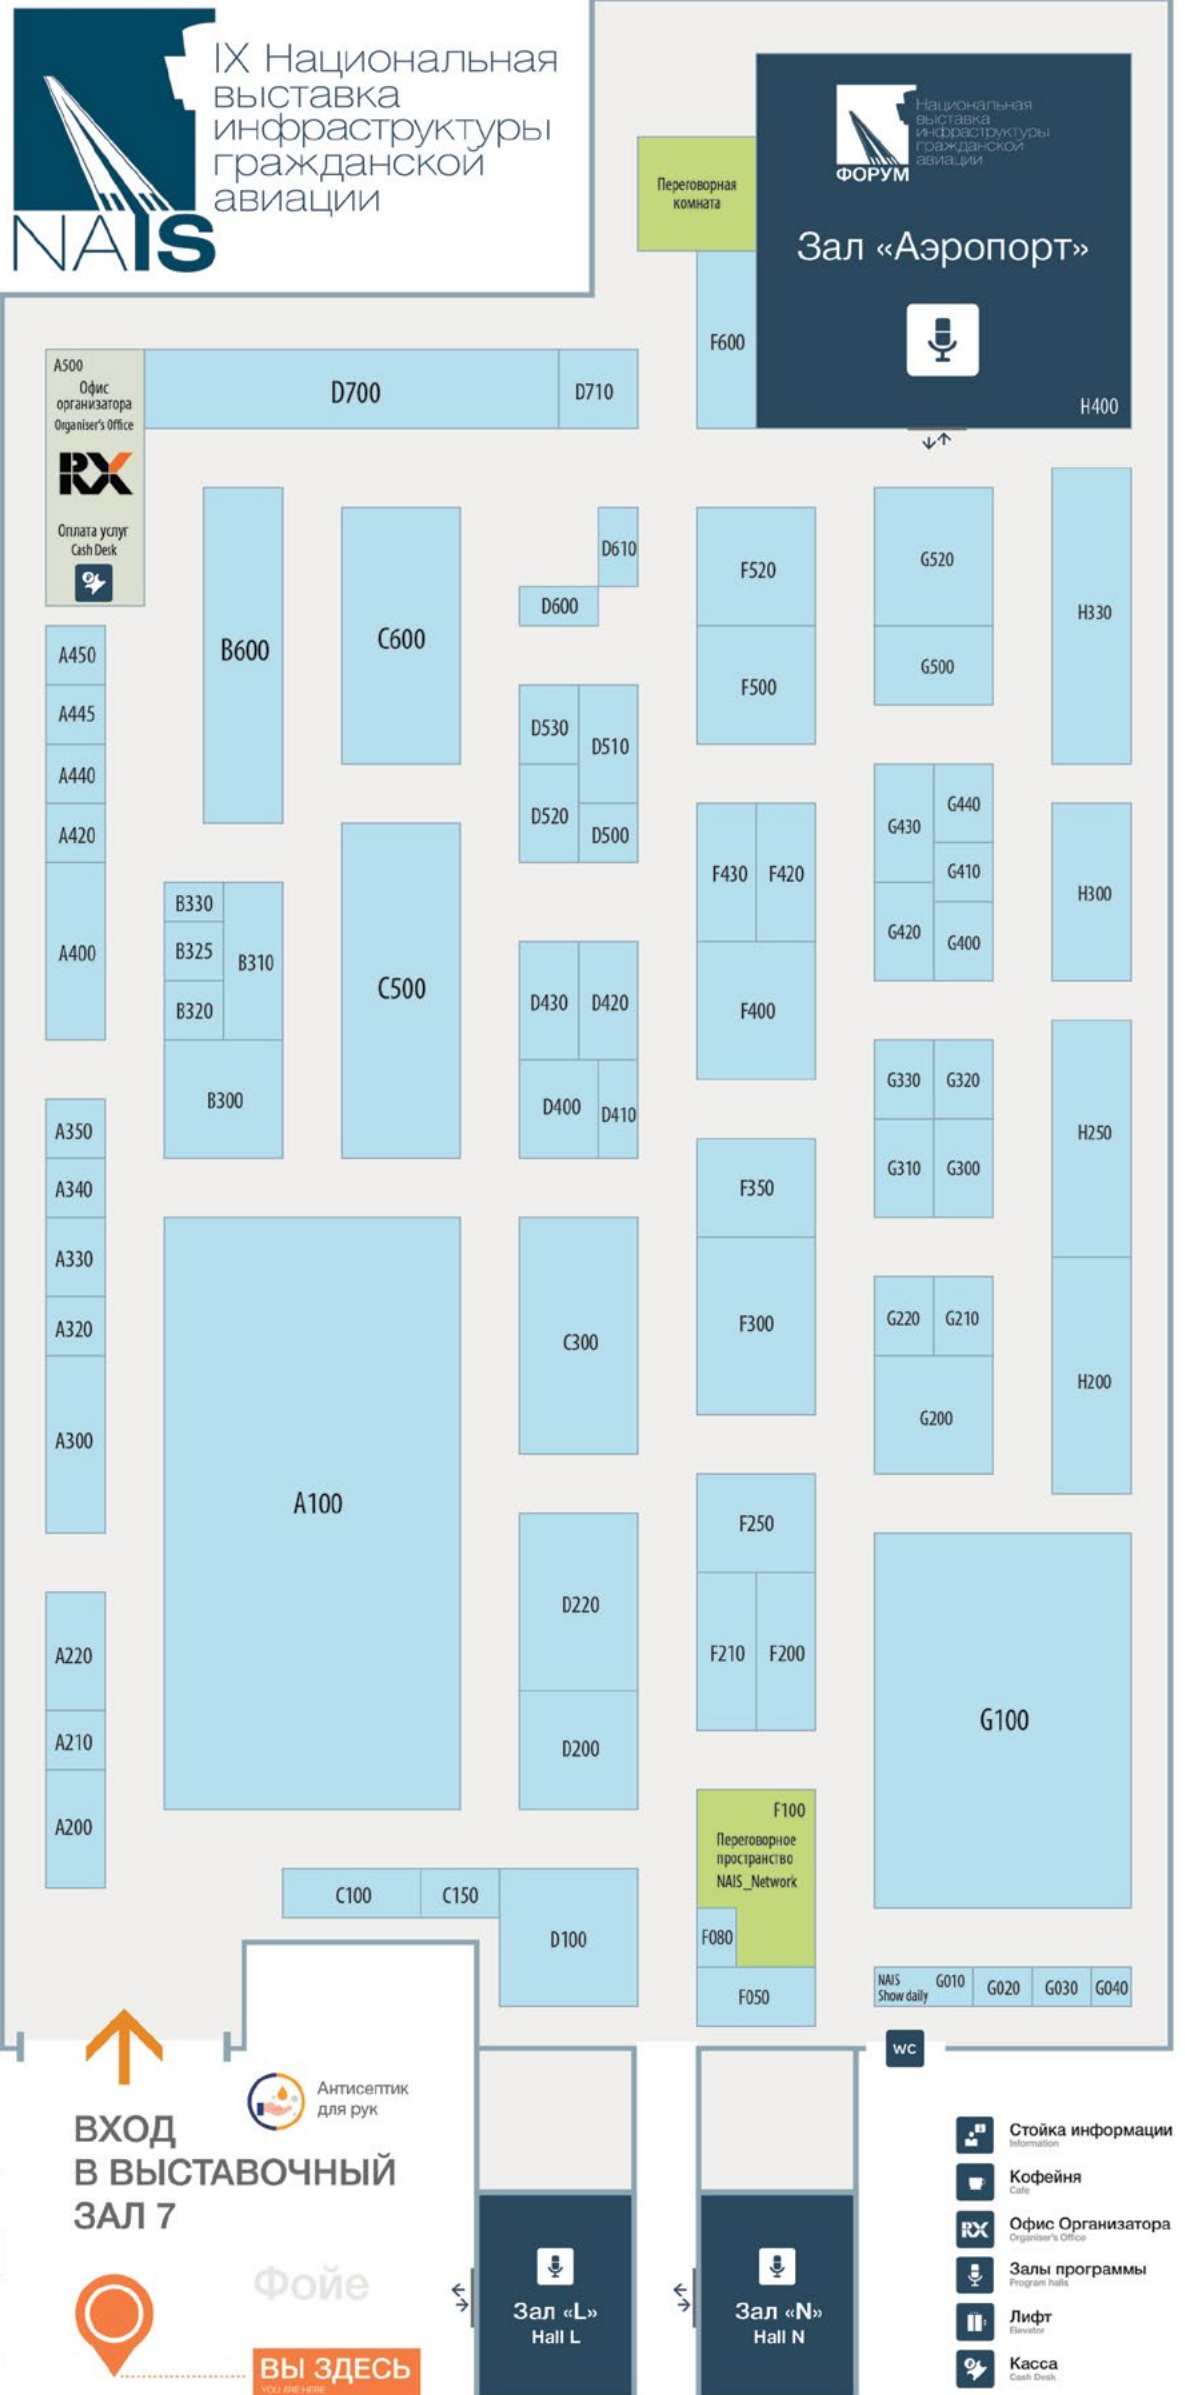 NAIS
IX Национальная
выставка
инфраструктуры
гражданской
авиации
Национальная
выставка
инфраструктуры
гражданской
авиации
ФОРУМ
Зал «Аэропорт»
H400
Переговорная
комната
F600
A500
Офис
организатора
Organiser's Office
RX
Оплата услуг
Cash Desk
D700
D710
D610
D600
B600
C600
F520
F500
G520
G500
H330
A450
A445
A440
A420
A400
D530
D510
D520
D500
F430
F420
F400
G430
G440
G410
G420
G400
H300
B330
B325
B310
B320
B300
C500
D430
D420
D400
D410
G330
G320
G310
G300
H250
A350
A340
A330
A320
A300
F350
F300
C300
G220
G210
G200
H200
A100
F250
F210
F200
D220
D200
G100
A220
A210
A200
F100
Переговорное
пространство
NAIS_Network
F080
F050
C100
C150
D100
NAIS
Show daily
G010
G020
G030
G040
WC
Антисептик
для рук
ВХОД
В ВЫСТАВОЧНЫЙ
ЗАЛ 7
Фойе
ВЫ ЗДЕСЬ
YOU ARE HERE
Зал «L»
Hall L
Зал «N»
Hall N
Стойка информации
Information
Кофейня
Cafe
RX
Офис Организатора
Organiser's Office
Залы программы
Program halls
Лифт
Elevator
Касса
Cash Desk